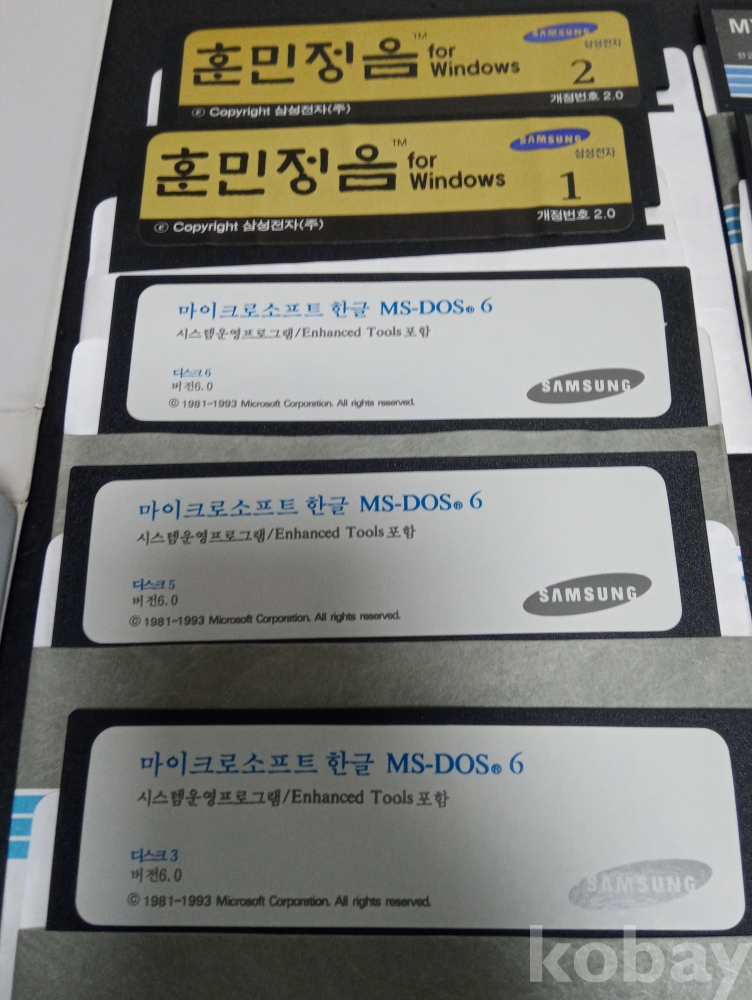 훈민정음™ for Windows
SAMSUNG
삼성전자
2
개정번호 2.0
ⓟ Copyright 삼성전자(주)
훈민정음™ for Windows
SAMSUNG
삼성전자
1
개정번호 2.0
ⓟ Copyright 삼성전자(주)
마이크로소프트 한글 MS-DOS® 6
시스템운영프로그램/Enhanced Tools 포함
디스크 6
버전6.0
SAMSUNG
© 1981-1993 Microsoft Corporation. All rights reserved.
마이크로소프트 한글 MS-DOS® 6
시스템운영프로그램/Enhanced Tools 포함
디스크 5
버전6.0
SAMSUNG
© 1981-1993 Microsoft Corporation. All rights reserved.
마이크로소프트 한글 MS-DOS® 6
시스템운영프로그램/Enhanced Tools 포함
디스크 3
버전6.0
SAMSUNG
© 1981-1993 Microsoft Corporation. All rights reserved.
kobay